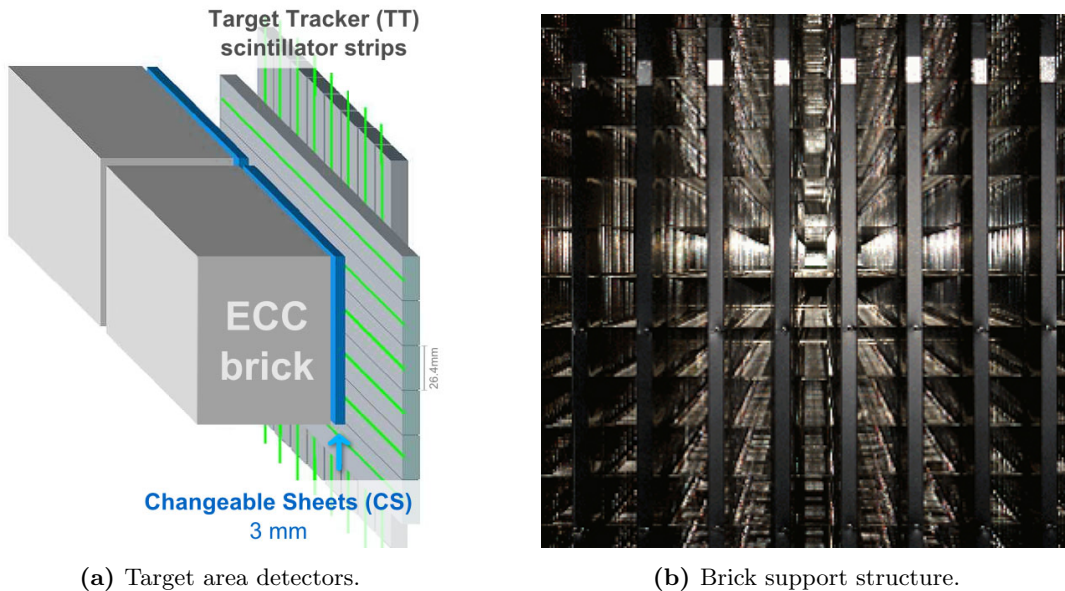 Target Tracker (TT)
scintillator strips
ECC
brick
26.4mm
Changeable Sheets (CS)
3 mm
(a) Target area detectors.
(b) Brick support structure.